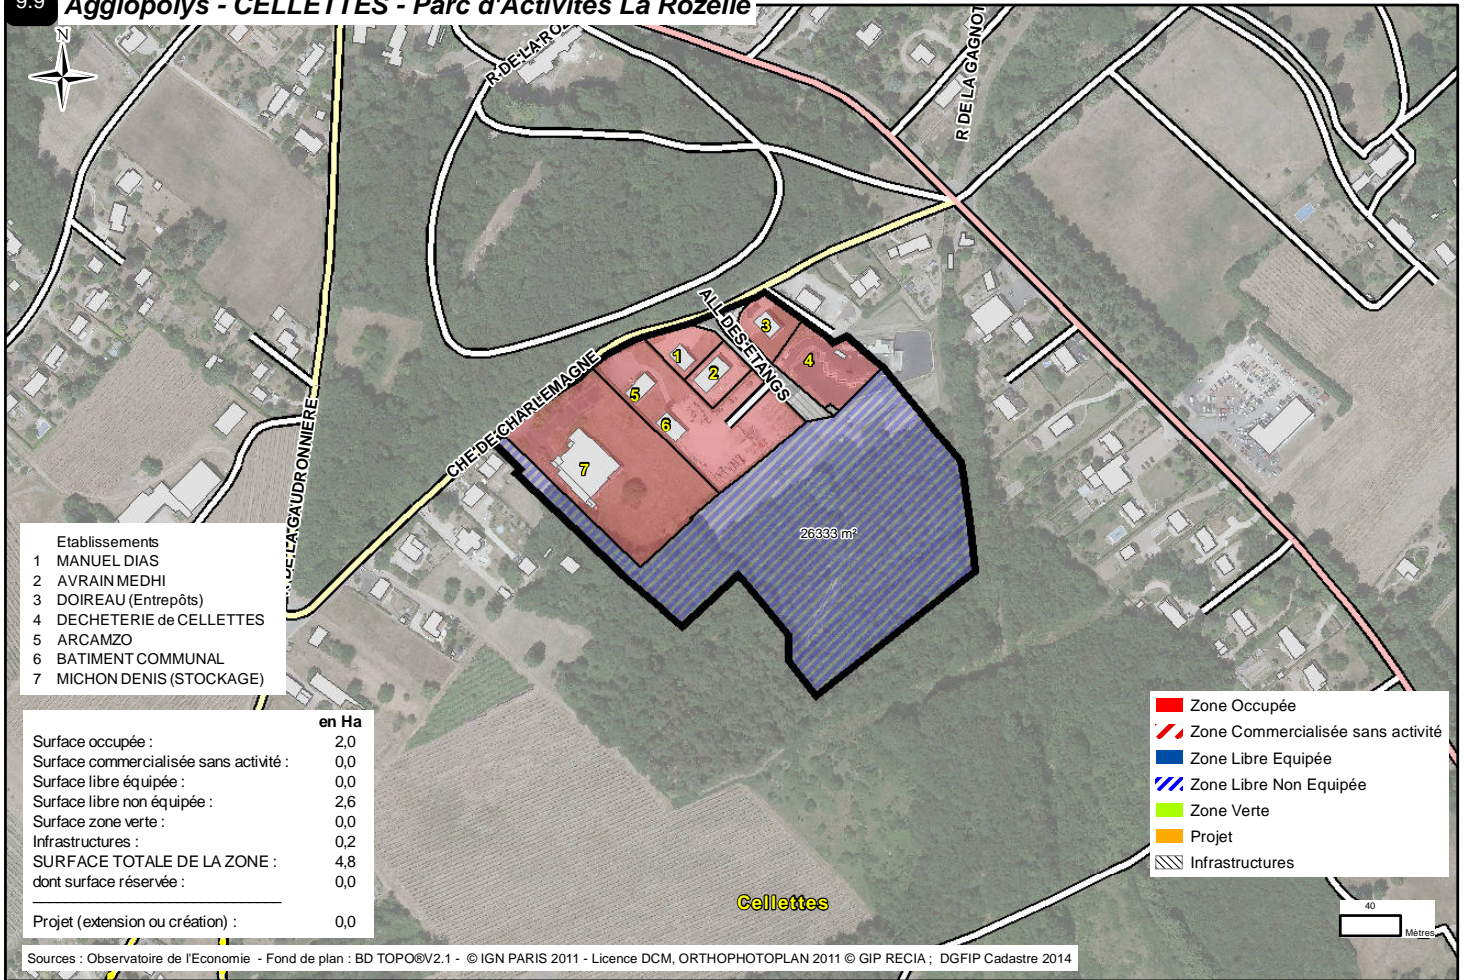 9.9 Agglopolys - CELLETTES - Parc d'Activités La Rozelle
N
R DE LA ROZ
R DE LA GAGNOT
ALL DES ETANGS
CHE DE CHARLEMAGNE
DE LA GAUDRONNIERE
1
2
3
4
5
6
7
26333 m²
Etablissements
1 MANUEL DIAS
2 AVRAIN MEDHI
3 DOIREAU (Entrepôts)
4 DECHETERIE de CELLETTES
5 ARCAMZO
6 BATIMENT COMMUNAL
7 MICHON DENIS (STOCKAGE)
en Ha
Surface occupée : 2,0
Surface commercialisée sans activité : 0,0
Surface libre équipée : 0,0
Surface libre non équipée : 2,6
Surface zone verte : 0,0
Infrastructures : 0,2
SURFACE TOTALE DE LA ZONE : 4,8
dont surface réservée : 0,0
Projet (extension ou création) : 0,0
Zone Occupée
Zone Commercialisée sans activité
Zone Libre Equipée
Zone Libre Non Equipée
Zone Verte
Projet
Infrastructures
Cellettes
40
Mètres
Sources : Observatoire de l'Economie - Fond de plan : BD TOPO®V2.1 - © IGN PARIS 2011 - Licence DCM, ORTHOPHOTOPLAN 2011 © GIP RECIA ; DGFIP Cadastre 2014